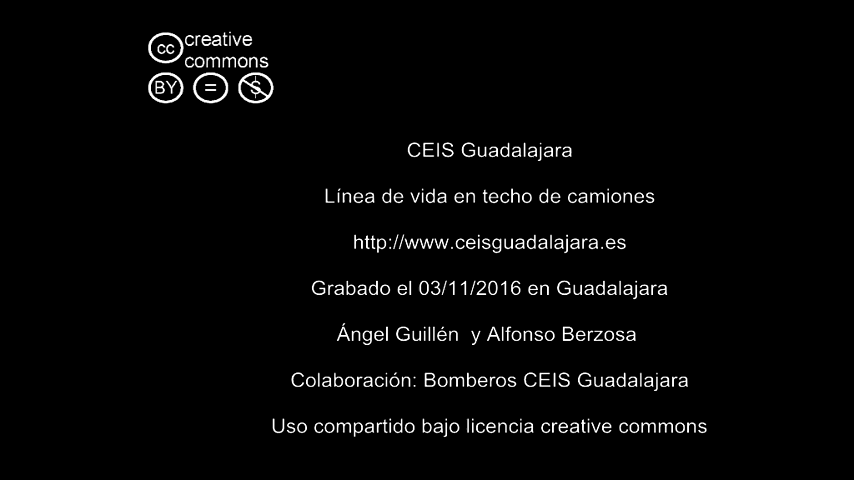 cc creative
commons
BY = $
CEIS Guadalajara
Línea de vida en techo de camiones
http://www.ceisguadalajara.es
Grabado el 03/11/2016 en Guadalajara
Ángel Guillén  y Alfonso Berzosa
Colaboración: Bomberos CEIS Guadalajara
Uso compartido bajo licencia creative commons